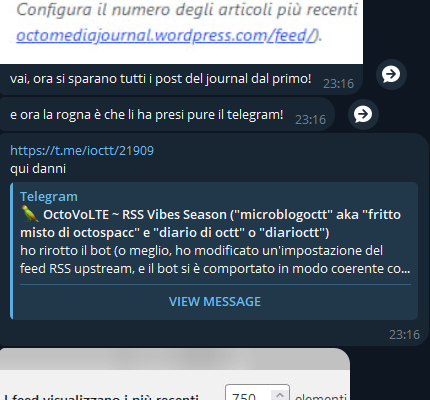 Configura il numero degli articoli più recenti
octomediajournal.wordpress.com/feed/).
vai, ora si sparano tutti i post del journal dal primo! 23:16
e ora la rogna è che li ha presi pure il telegram! 23:16
https://t.me/ioctt/21909
qui danni
Telegram
🦜 OctoVoLTE ~ RSS Vibes Season ("microblogoctt" aka "fritto
misto di octospacc" e "diario di octt" o "diarioctt")
ho rirotto il bot (o meglio, ho modificato un'impostazione del
feed RSS upstream, e il bot si è comportato in modo coerente co...
VIEW MESSAGE
23:16
I feed visualizzano i più recenti 750 elementi